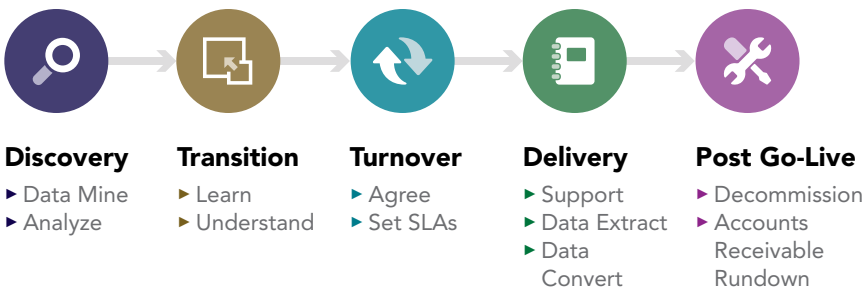 Discovery
Data Mine
Analyze
Transition
Learn
Understand
Turnover
Agree
Set SLAs
Delivery
Support
Data Extract
Data
Convert
Post Go-Live
Decommission
Accounts
Receivable
Rundown